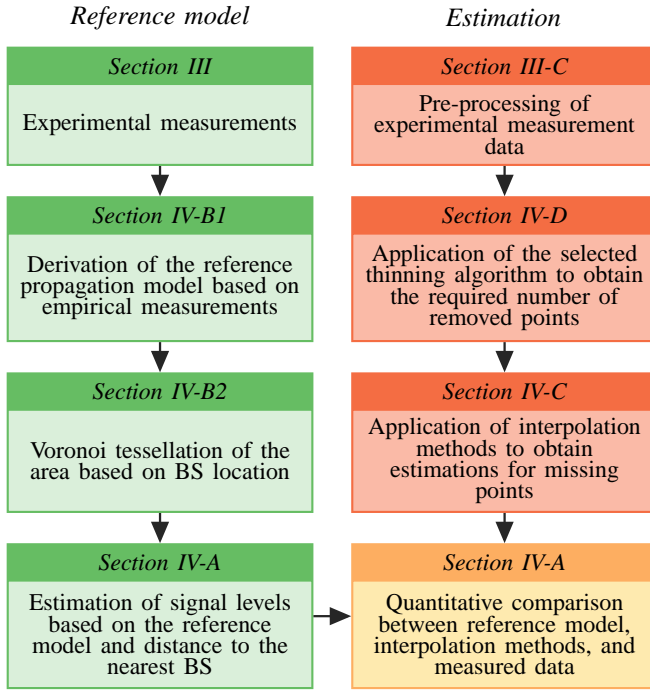 Reference model
Section III
Experimental measurements
Section IV-B1
Derivation of the reference
propagation model based on
empirical measurements
Section IV-B2
Voronoi tessellation of the
area based on BS location
Section IV-A
Estimation of signal levels
based on the reference
model and distance to the
nearest BS
Estimation
Section III-C
Pre-processing of
experimental measurement
data
Section IV-D
Application of the selected
thinning algorithm to obtain
the required number of
removed points
Section IV-C
Application of interpolation
methods to obtain
estimations for missing
points
Section IV-A
Quantitative comparison
between reference model,
interpolation methods, and
measured data